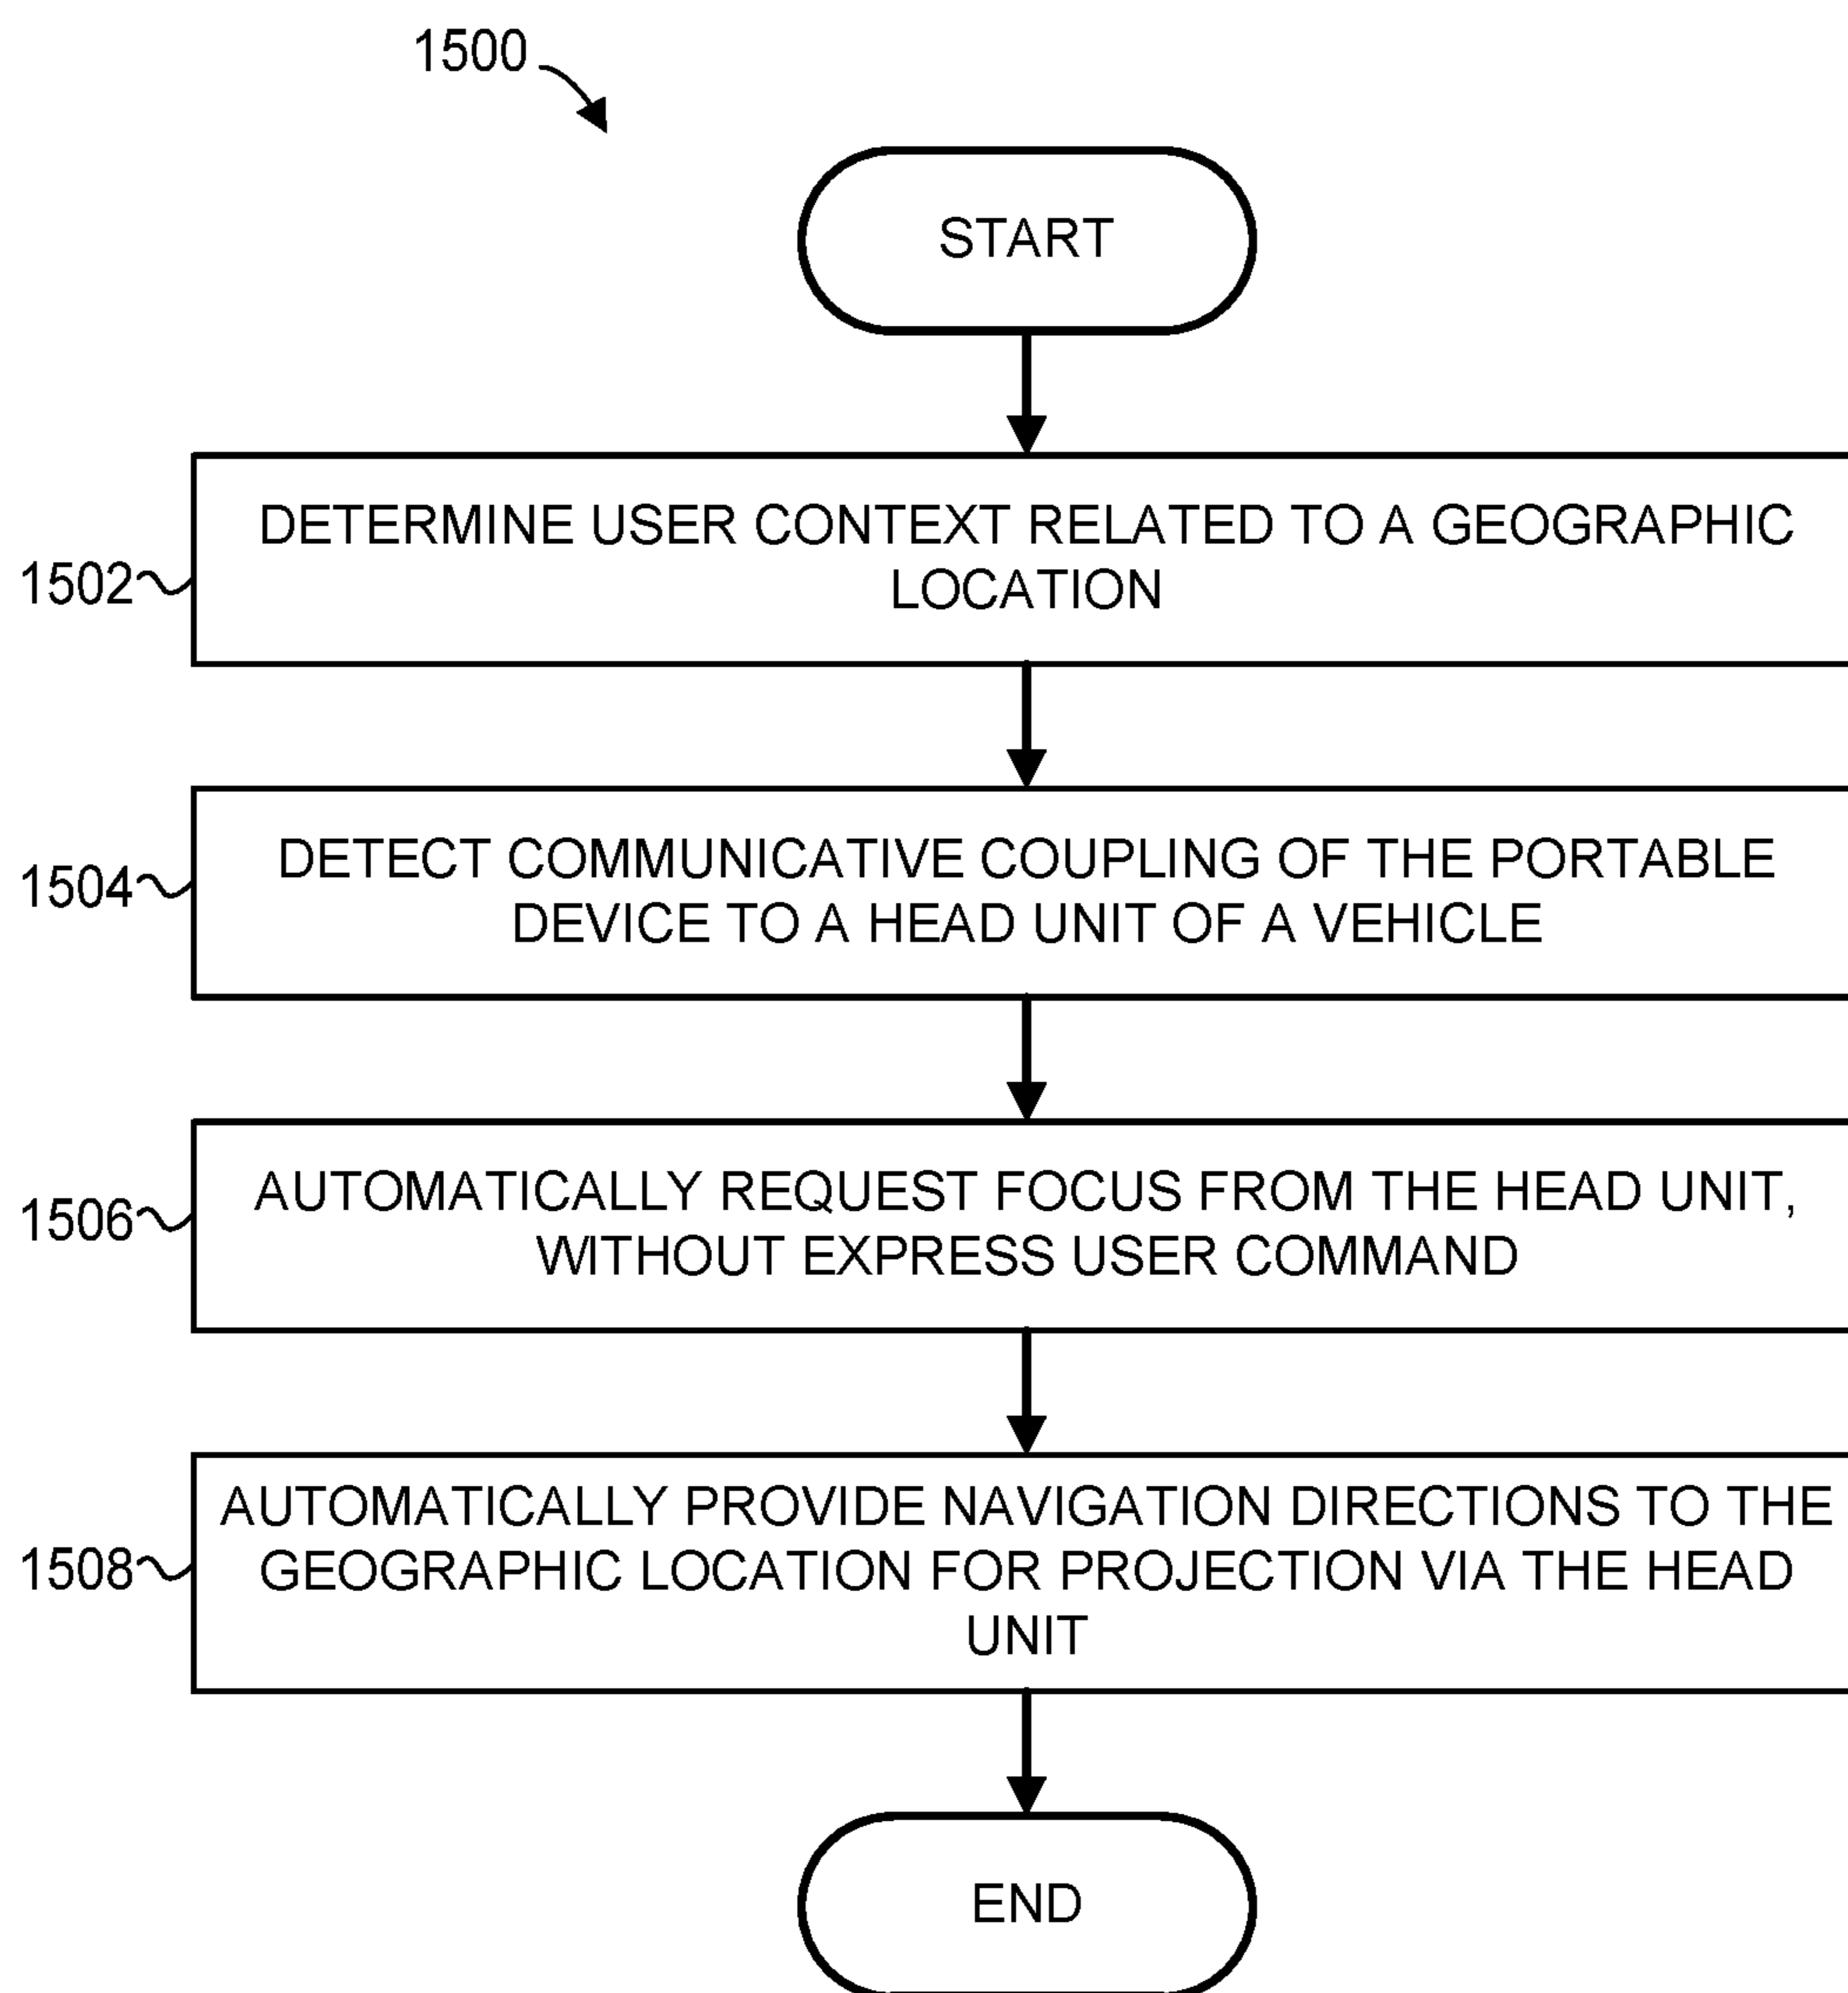 1500
START
DETERMINE USER CONTEXT RELATED TO A GEOGRAPHIC
LOCATION
1502
DETECT COMMUNICATIVE COUPLING OF THE PORTABLE
DEVICE TO A HEAD UNIT OF A VEHICLE
1504
AUTOMATICALLY REQUEST FOCUS FROM THE HEAD UNIT,
WITHOUT EXPRESS USER COMMAND
1506
AUTOMATICALLY PROVIDE NAVIGATION DIRECTIONS TO THE
GEOGRAPHIC LOCATION FOR PROJECTION VIA THE HEAD
UNIT
1508
END